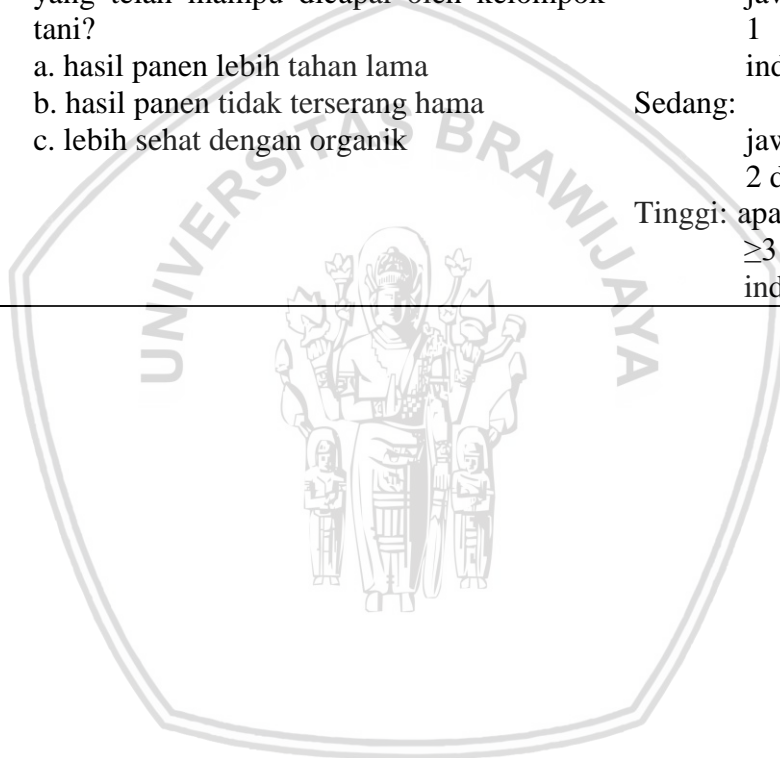 yang telah mampu dicapai oleh kelompok
tani?
a. hasil panen lebih tahan lama
b. hasil panen tidak terserang hama
c. lebih sehat dengan organik
jaw
1
ind
Sedang:
jaw
2 d
Tinggi: apa
≥3
ind
UNIVERSITAS BRAWIJAYA